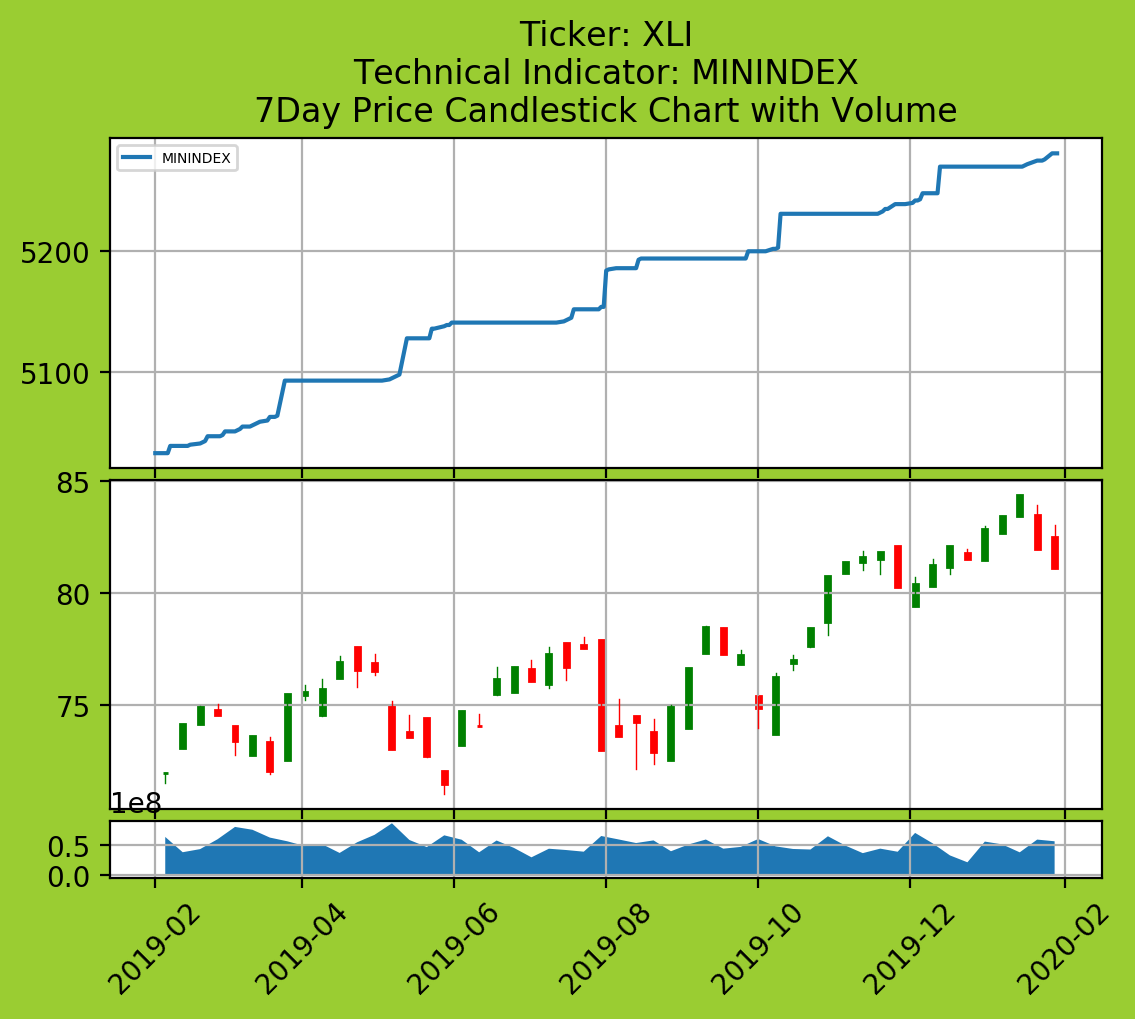 Ticker: XLI
Technical Indicator: MININDEX
7Day Price Candlestick Chart with Volume
MININDEX
5200
5100
85
80
75
1e8
0.5
0.0
2019-02
2019-04
2019-06
2019-08
2019-10
2019-12
2020-02